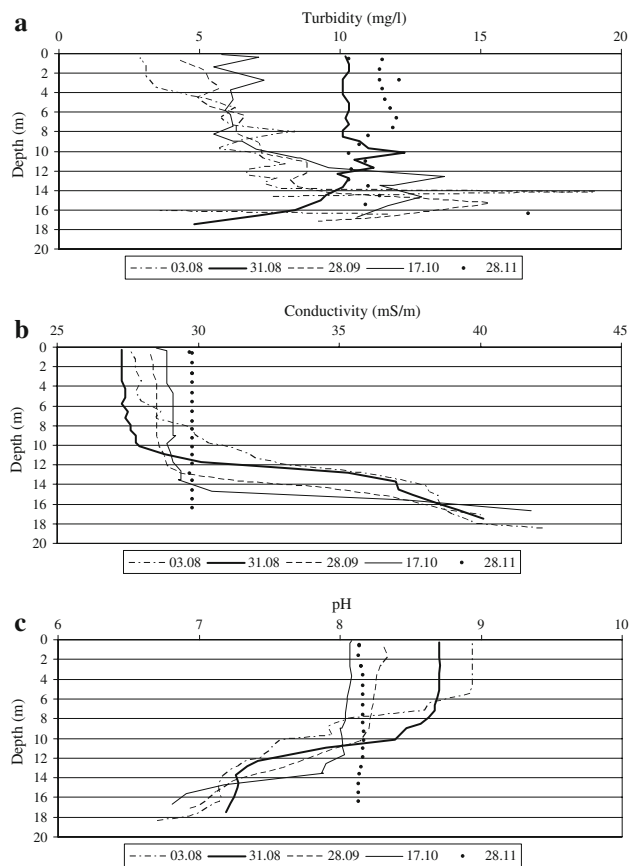 a
Turbidity (mg/l)
0 5 10 15 20
Depth (m)
0
2
4
6
8
10
12
14
16
18
20
03.08 31.08 28.09 17.10 28.11
b
Conductivity (mS/m)
25 30 35 40 45
Depth (m)
0
2
4
6
8
10
12
14
16
18
20
03.08 31.08 28.09 17.10 28.11
c
pH
6 7 8 9 10
Depth (m)
0
2
4
6
8
10
12
14
16
18
20
03.08 31.08 28.09 17.10 28.11